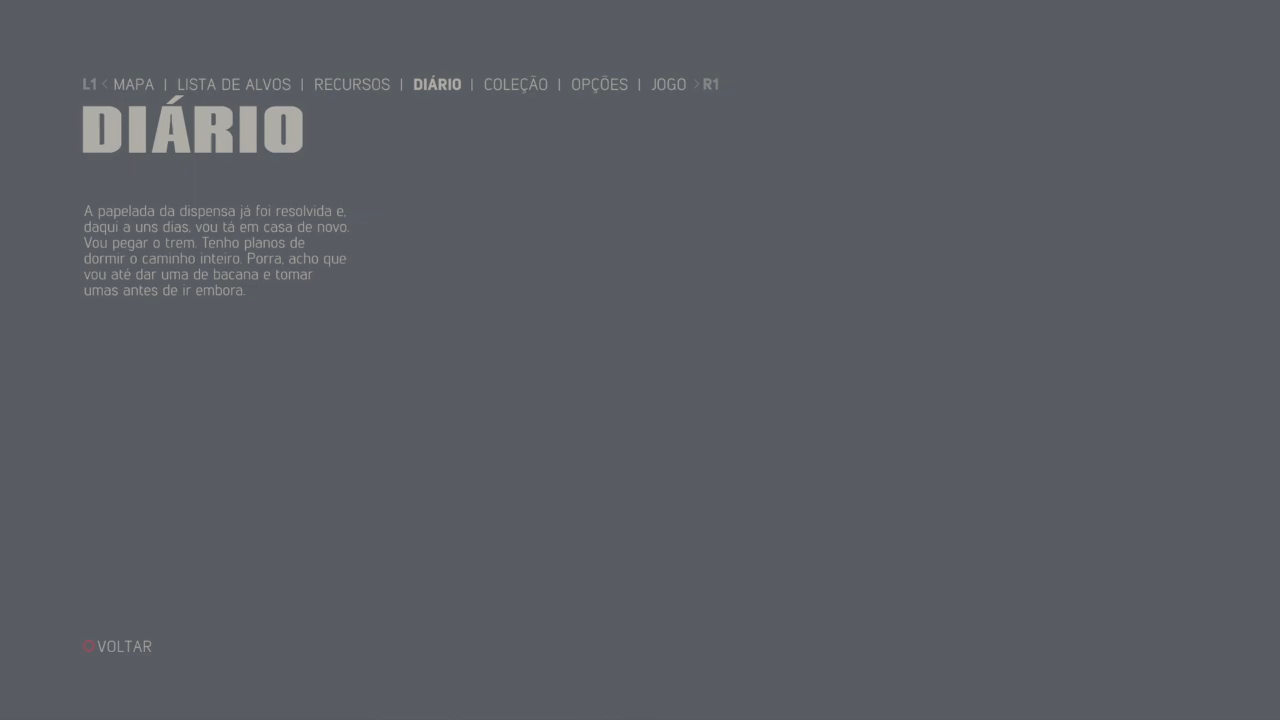 L1 < MAPA | LISTA DE ALVOS | RECURSOS | DIÁRIO | COLEÇÃO | OPÇÕES | JOGO > R1
DIÁRIO
A papelada da dispensa já foi resolvida e,
daqui a uns dias, vou tá em casa de novo.
Vou pegar o trem. Tenho planos de
dormir o caminho inteiro. Porra, acho que
vou até dar uma de bacana e tomar
umas antes de ir embora.
VOLTAR